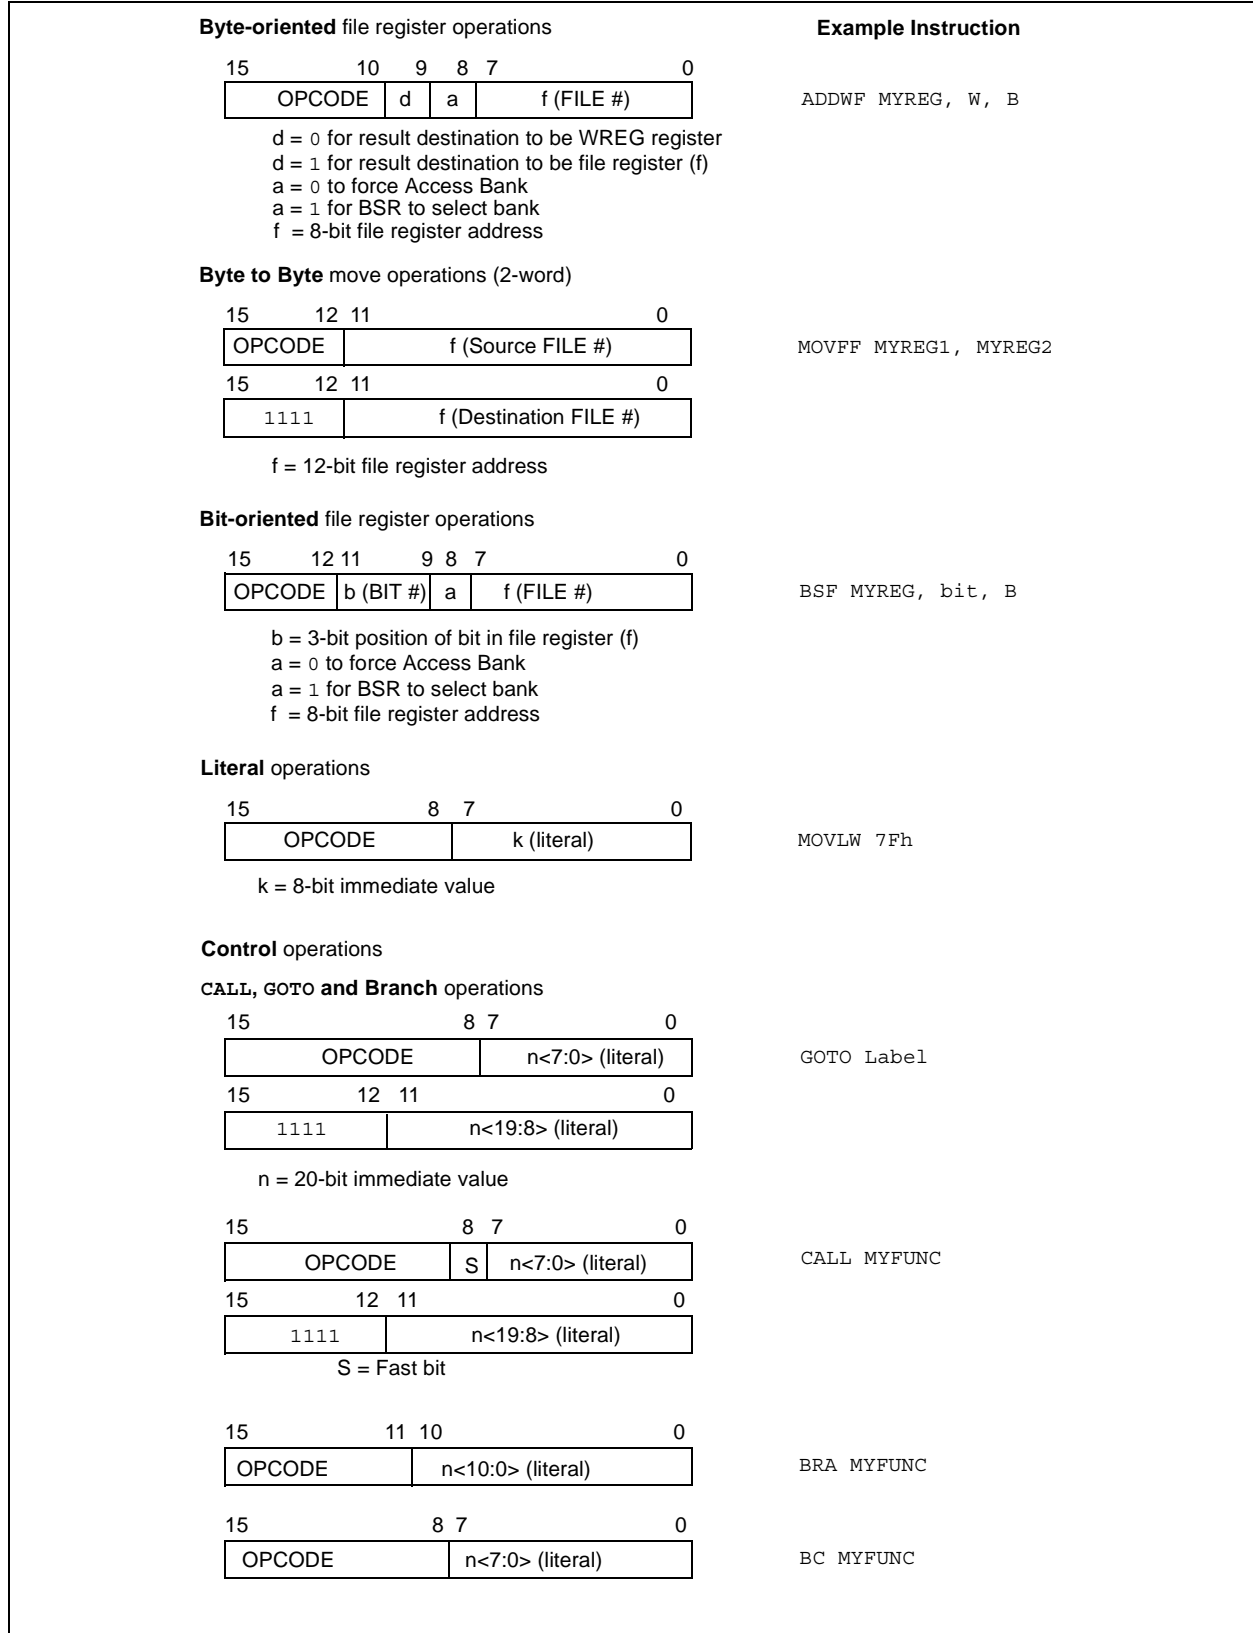 Byte-oriented file register operations Example Instruction
15 10 9 8 7 0
OPCODE d a f (FILE #) ADDWF MYREG, W, B
d = 0 for result destination to be WREG register
d = 1 for result destination to be file register (f)
a = 0 to force Access Bank
a = 1 for BSR to select bank
f = 8-bit file register address
Byte to Byte move operations (2-word)
15 12 11 0
OPCODE f (Source FILE #) MOVFF MYREG1, MYREG2
15 12 11 0
1111 f (Destination FILE #)
f = 12-bit file register address
Bit-oriented file register operations
15 12 11 9 8 7 0
OPCODE b (BIT #) a f (FILE #) BSF MYREG, bit, B
b = 3-bit position of bit in file register (f)
a = 0 to force Access Bank
a = 1 for BSR to select bank
f = 8-bit file register address
Literal operations
15 8 7 0
OPCODE k (literal) MOVLW 7Fh
k = 8-bit immediate value
Control operations
CALL, GOTO and Branch operations
15 8 7 0
OPCODE n<7:0> (literal) GOTO Label
15 12 11 0
1111 n<19:8> (literal)
n = 20-bit immediate value
15 8 7 0
OPCODE S n<7:0> (literal) CALL MYFUNC
15 12 11 0
1111 n<19:8> (literal)
S = Fast bit
15 11 10 0
OPCODE n<10:0> (literal) BRA MYFUNC
15 8 7 0
OPCODE n<7:0> (literal) BC MYFUNC